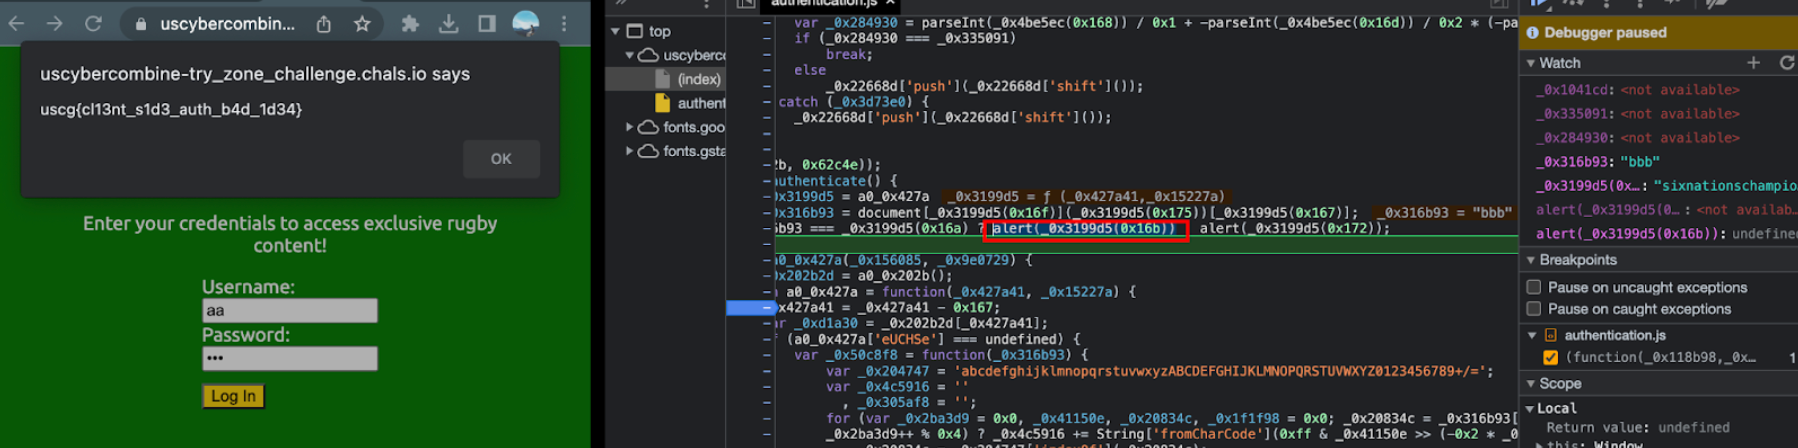 uscybercombin...
uscybercombine-try_zone_challenge.chals.io says
uscg{cl13nt_s1d3_auth_b4d_1d34}
OK
Enter your credentials to access exclusive rugby
content!
Username:
aa
Password:
•••
Log In
top
uscyberco
(index)
authent
fonts.goo
fonts.gsta
authentication.js
var _0x284930 = parseInt(_0x4be5ec(0x168)) / 0x1 + -parseInt(_0x4be5ec(0x16d)) / 0x2 * (-pa
if (_0x284930 === _0x335091)
break;
else
_0x22668d['push'](_0x22668d['shift']());
catch (_0x3d73e0) {
_0x22668d['push'](_0x22668d['shift']());
2b, 0x62c4e));
authenticate() {
0x3199d5 = a0_0x427a _0x3199d5 = ƒ (_0x427a41,_0x15227a)
0x316b93 = document[_0x3199d5(0x16f)](_0x3199d5(0x175))[_0x3199d5(0x167)]; _0x316b93 = "bbb"
6b93 === _0x3199d5(0x16a) ? alert(_0x3199d5(0x16b)) alert(_0x3199d5(0x172));
a0_0x427a(_0x156085, _0x9e0729) {
0x202b2d = a0_0x202b();
a0_0x427a = function(_0x427a41, _0x15227a) {
x427a41 = _0x427a41 - 0x167;
_0xd1a30 = _0x202b2d[_0x427a41];
(a0_0x427a['eUCHSe'] === undefined) {
var _0x50c8f8 = function(_0x316b93) {
var _0x204747 = 'abcdefghijklmnopqrstuvwxyzABCDEFGHIJKLMNOPQRSTUVWXYZ0123456789+/=';
var _0x4c5916 = ''
, _0x305af8 = '';
for (var _0x2ba3d9 = 0x0, _0x41150e, _0x20834c, _0x1f1f98 = 0x0; _0x20834c = _0x316b93[
_0x2ba3d9++ % 0x4) ? _0x4c5916 += String['fromCharCode'](0xff & _0x41150e >> (-0x2 * _0
Debugger paused
Watch
_0x1041cd: <not available>
_0x335091: <not available>
_0x284930: <not available>
_0x316b93: "bbb"
_0x3199d5(0x…: "sixnationschampio
alert(_0x3199d5(0…: <not availab…
alert(_0x3199d5(0x16b)): undefined
Breakpoints
Pause on uncaught exceptions
Pause on caught exceptions
authentication.js
(function(_0x118b98,_0x… 1
Scope
Local
Return value: undefined
this: Window